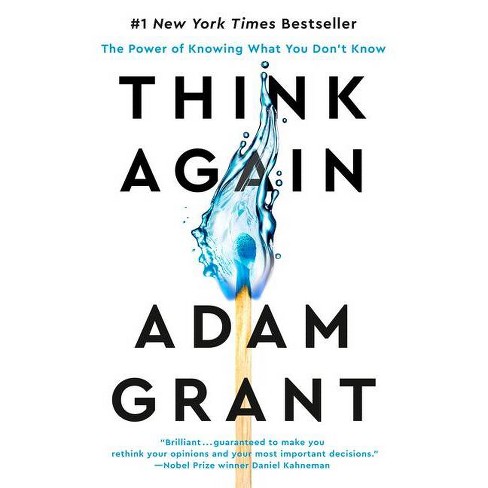 #1 New York Times Bestseller
The Power of Knowing What You Don't Know
THINK
AGAIN
ADAM
GRANT
"Brilliant...guaranteed to make you
rethink your opinions and your most important decisions."
—Nobel Prize winner Daniel Kahneman